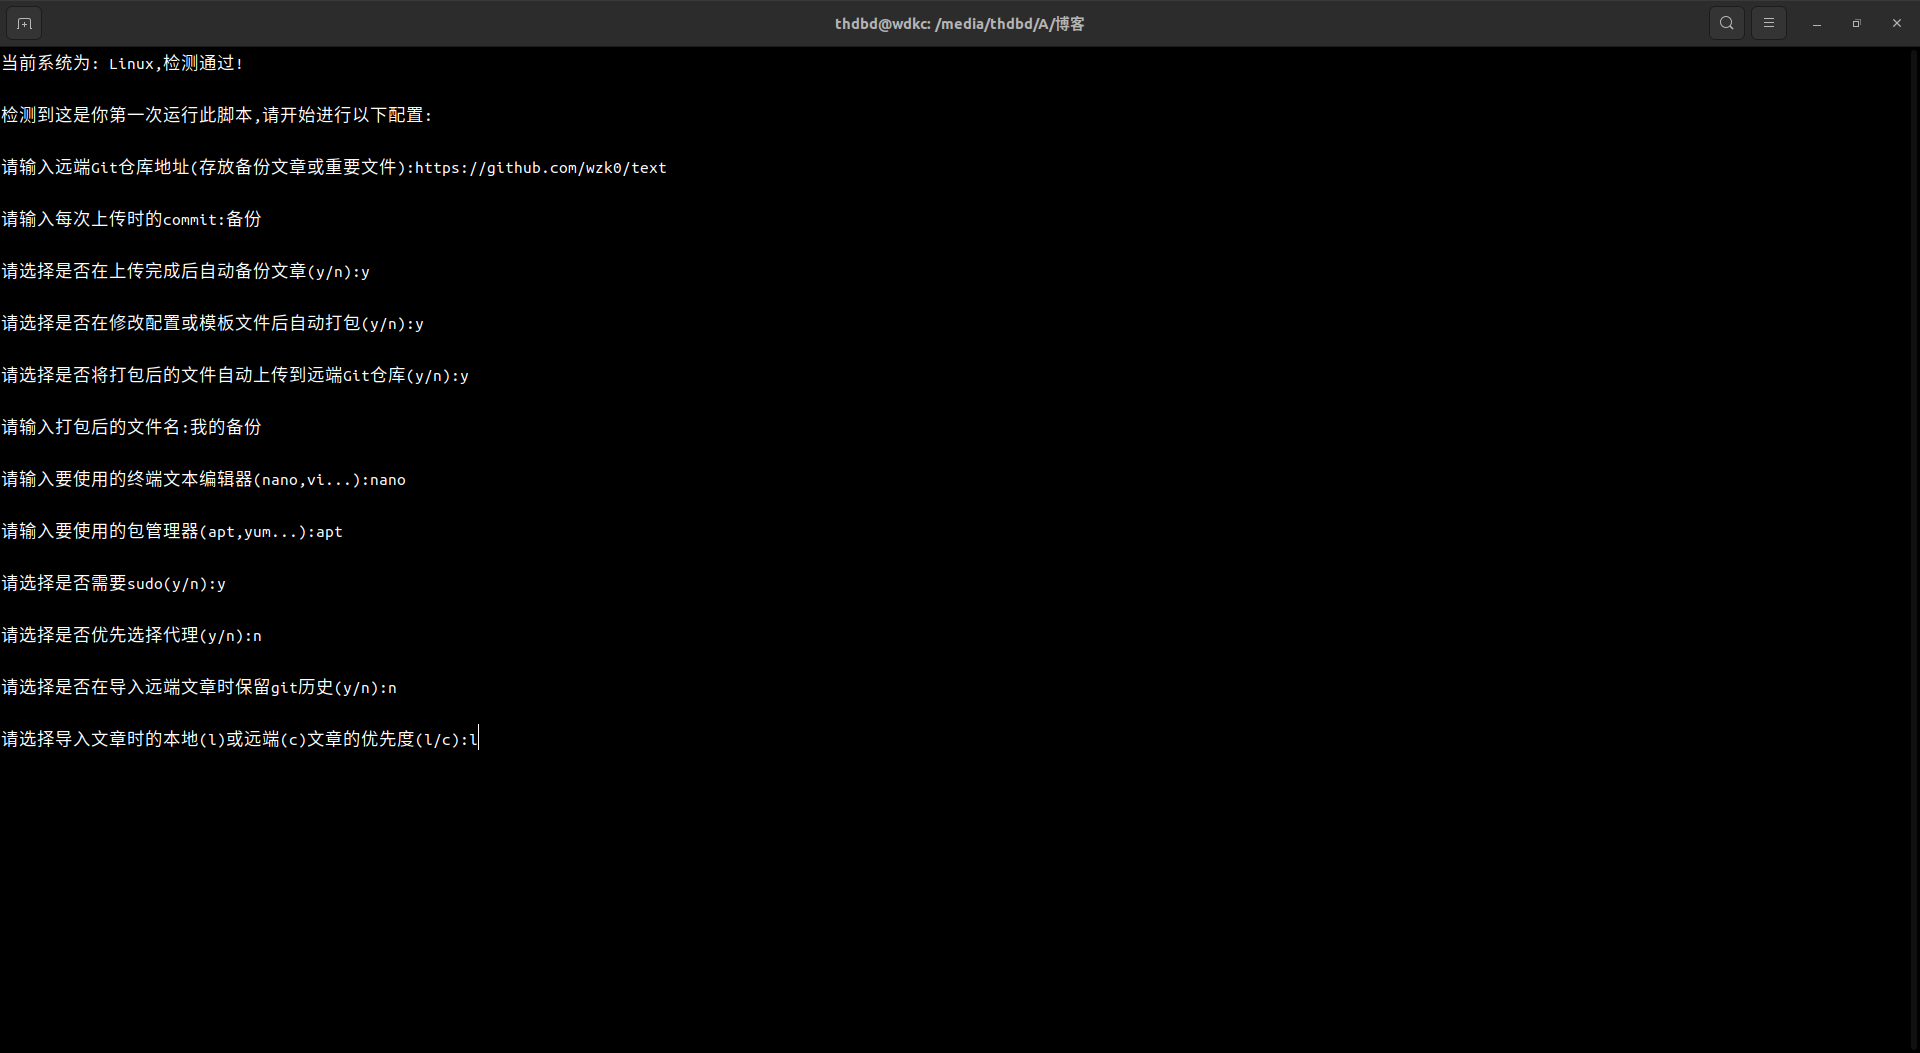 thdbd@wdkc: /media/thdbd/A/博客
当前系统为: Linux,检测通过!
检测到这是你第一次运行此脚本,请开始进行以下配置:
请输入远端Git仓库地址(存放备份文章或重要文件):https://github.com/wzk0/text
请输入每次上传时的commit:备份
请选择是否在上传完成后自动备份文章(y/n):y
请选择是否在修改配置或模板文件后自动打包(y/n):y
请选择是否将打包后的文件自动上传到远端Git仓库(y/n):y
请输入打包后的文件名:我的备份
请输入要使用的终端文本编辑器(nano,vi...):nano
请输入要使用的包管理器(apt,yum...):apt
请选择是否需要sudo(y/n):y
请选择是否优先选择代理(y/n):n
请选择是否在导入远端文章时保留git历史(y/n):n
请选择导入文章时的本地(l)或远端(c)文章的优先度(l/c):l